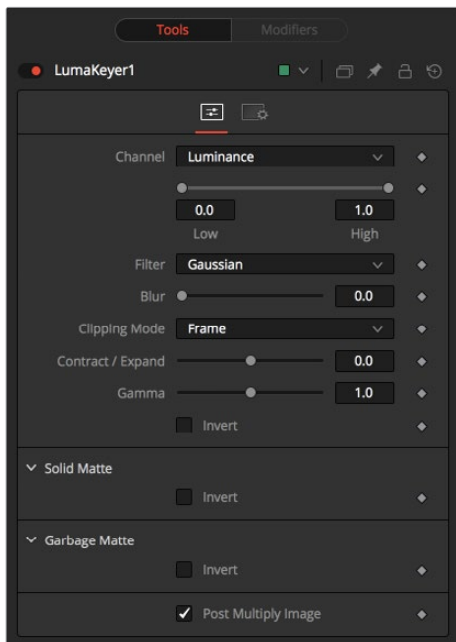 Tools Modifiers
LumaKeyer1
Channel Luminance
0.0 1.0
Low High
Filter Gaussian
Blur 0.0
Clipping Mode Frame
Contract / Expand 0.0
Gamma 1.0
Invert
Solid Matte
Invert
Garbage Matte
Invert
Post Multiply Image